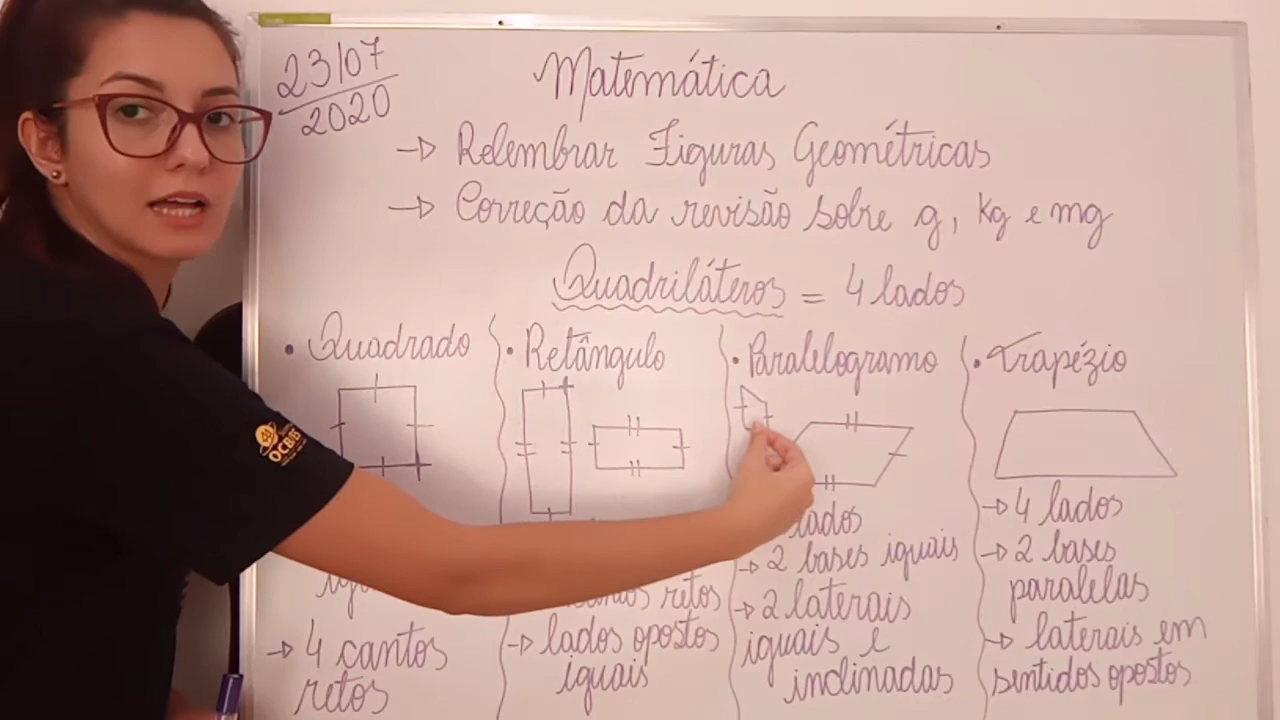 23/07
2020
Matemática
→ Relembrar Figuras Geométricas
→ Correção da revisão sobre g, kg e mg
Quadriláteros = 4 lados
• Quadrado
→ 4 cantos
retos
• Retângulo
retos
→ lados opostos
iguais
• Paralelogramo
lados
→ 2 bases iguais
→ 2 laterais
iguais e
inclinadas
• Trapézio
→ 4 lados
→ 2 bases
paralelas
→ laterais em
sentidos opostos
OCB/ES